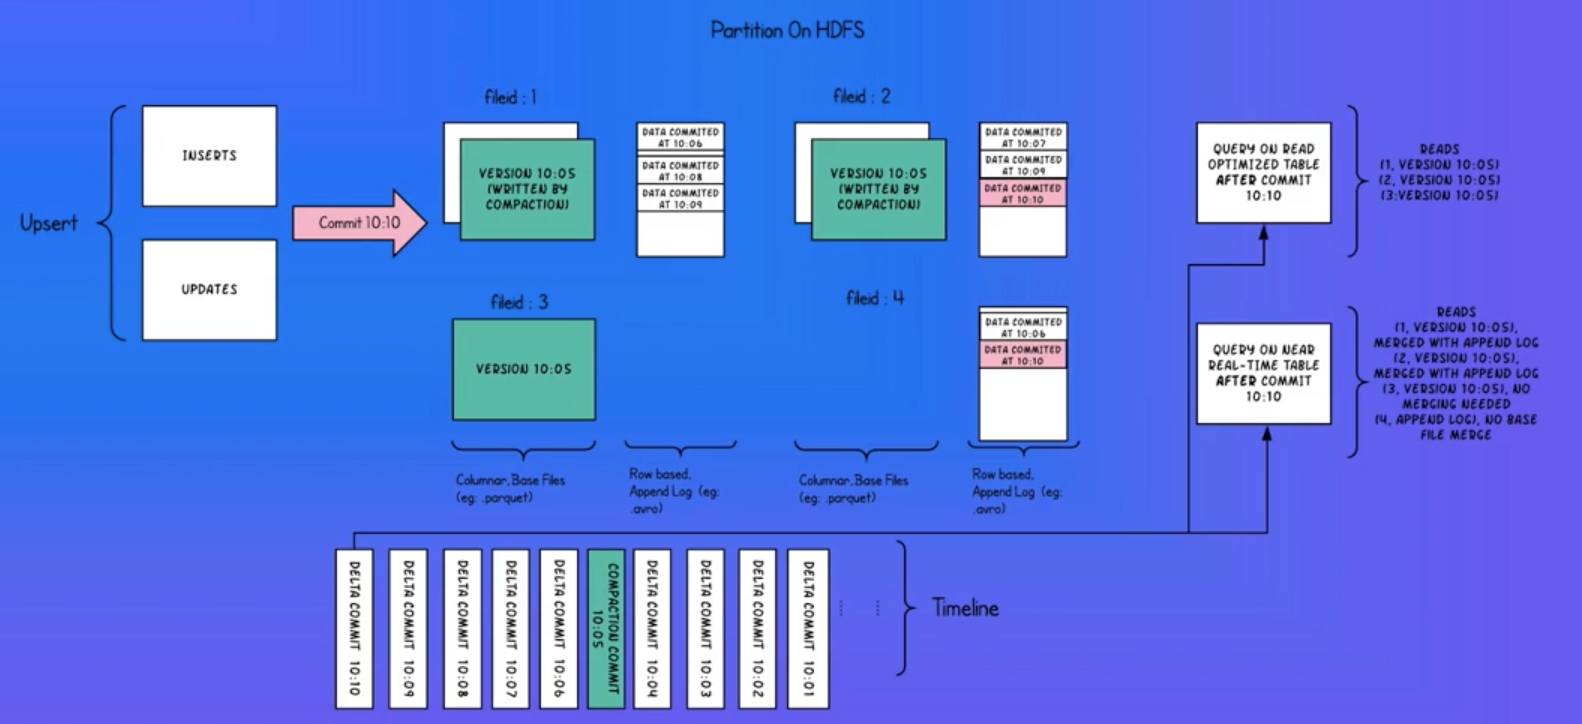 Partition On HDFS
Upsert
INSERTS
UPDATES
Commit 10:10
fileid : 1
VERSION 10:05
(WRITTEN BY
COMPACTION)
DATA COMMITED
AT 10:06
DATA COMMITED
AT 10:08
DATA COMMITED
AT 10:09
fileid : 2
VERSION 10:05
(WRITTEN BY
COMPACTION)
DATA COMMITED
AT 10:07
DATA COMMITED
AT 10:09
DATA COMMITED
AT 10:10
fileid : 3
VERSION 10:05
fileid : 4
DATA COMMITED
AT 10:06
DATA COMMITED
AT 10:10
Columnar, Base Files
(eg: .parquet)
Row based,
Append Log (eg:
.avro)
Columnar, Base Files
(eg: .parquet)
Row based,
Append Log (eg:
.avro)
QUERY ON READ
OPTIMIZED TABLE
AFTER COMMIT
10:10
READS
(1, VERSION 10:05)
(2, VERSION 10:05)
(3:VERSION 10:05)
QUERY ON NEAR
REAL-TIME TABLE
AFTER COMMIT
10:10
READS
(1, VERSION 10:05),
MERGED WITH APPEND LOG
(2, VERSION 10:05),
MERGED WITH APPEND LOG
(3, VERSION 10:05), NO
MERGING NEEDED
(4, APPEND LOG), NO BASE
FILE MERGE
DELTA COMMIT 10:10
DELTA COMMIT 10:09
DELTA COMMIT 10:08
DELTA COMMIT 10:07
DELTA COMMIT 10:06
COMPACTION COMMIT
10:05
DELTA COMMIT 10:04
DELTA COMMIT 10:03
DELTA COMMIT 10:02
DELTA COMMIT 10:01
Timeline